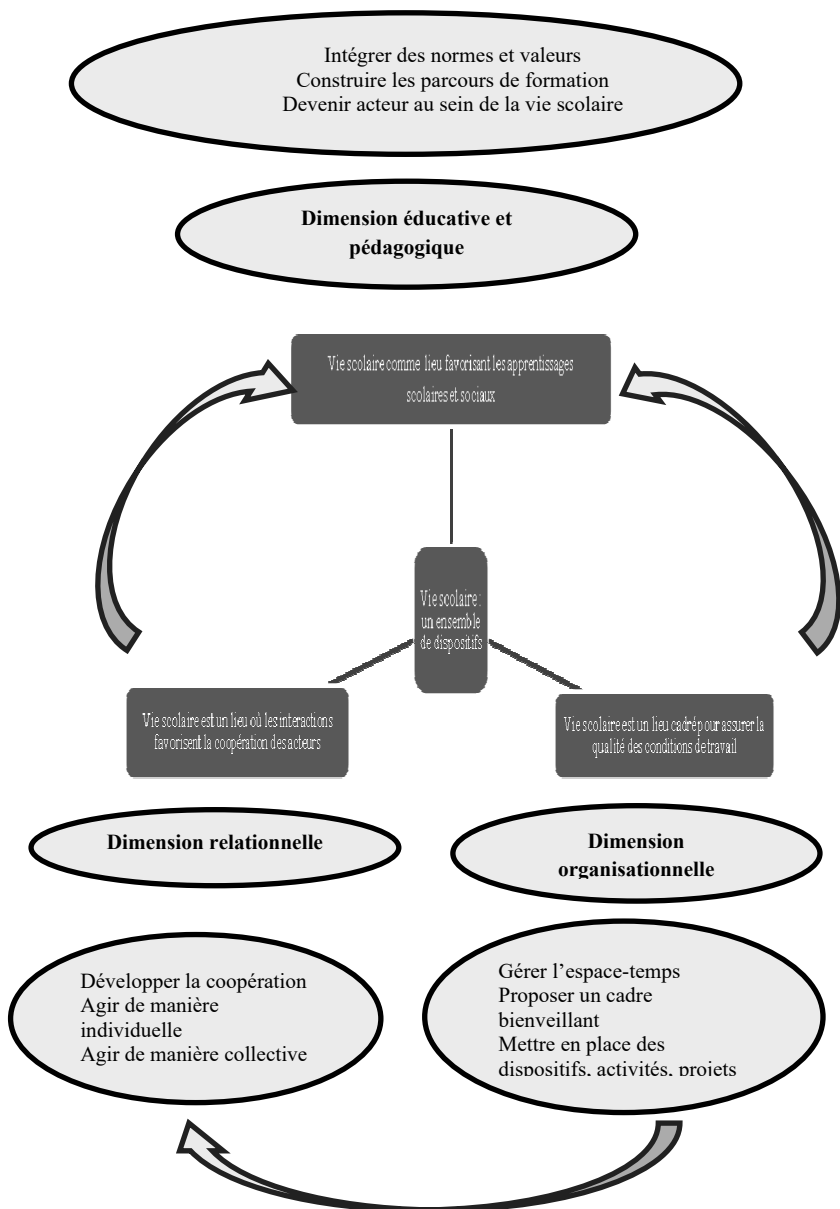 Intégrer des normes et valeurs
Construire les parcours de formation
Devenir acteur au sein de la vie scolaire
Dimension éducative et
pédagogique
Vie scolaire comme lieu favorisant les apprentissages
scolaires et sociaux
Vie scolaire :
un ensemble
de dispositifs
Vie scolaire est un lieu où les interactions
favorisent la coopération des acteurs
Vie scolaire est un lieu cadré pour assurer la
qualité des conditions de travail
Dimension relationnelle
Dimension
organisationnelle
Développer la coopération
Agir de manière
individuelle
Agir de manière collective
Gérer l’espace-temps
Proposer un cadre
bienveillant
Mettre en place des
dispositifs, activités, projets